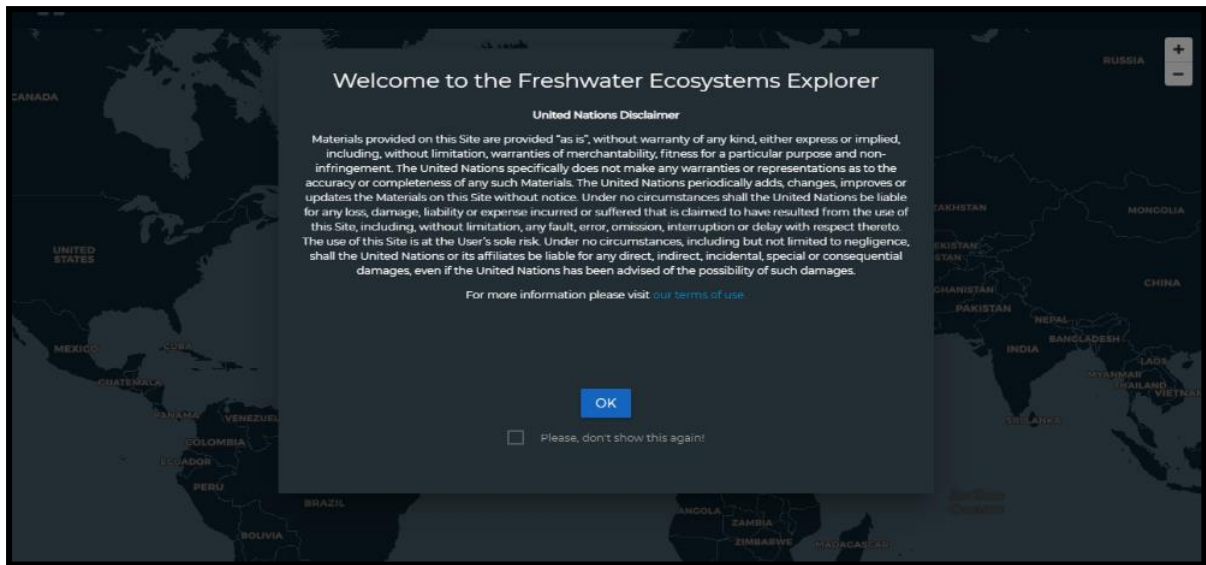 RUSSIA
CANADA
Welcome to the Freshwater Ecosystems Explorer
United Nations Disclaimer
Materials provided on this Site are provided "as is", without warranty of any kind, either express or implied,
including, without limitation, warranties of merchantability, fitness for a particular purpose and non-
infringement. The United Nations specifically does not make any warranties or representations as to the
accuracy or completeness of any such Materials. The United Nations periodically adds, changes, improves or
updates the Materials on this Site without notice. Under no circumstances shall the United Nations be liable
for any loss, damage, liability or expense incurred or suffered that is claimed to have resulted from the use of
this Site, including, without limitation, any fault, error, omission, interruption or delay with respect thereto.
The use of this Site is at the User's sole risk. Under no circumstances, including but not limited to negligence,
shall the United Nations or its affiliates be liable for any direct, indirect, incidental, special or consequential
damages, even if the United Nations has been advised of the possibility of such damages.
For more information please visit our terms of use
OK
Please, don't show this again!
+
−
UNITED
STATES
MEXICO
CUBA
GUATEMALA
PANAMA
VENEZUEL
COLOMBIA
ECUADOR
PERU
BRAZIL
BOLIVIA
ANGOLA
ZAMBIA
ZIMBABWE
MADAGASCAR
AKHSTAN
MONGOLIA
EKISTAN
STAN
GHANISTAN
CHINA
PAKISTAN
NEPAL
BANGLADESH
INDIA
LAOS
MYANMAR
THAILAND
VIETNAM
SRI LANKA